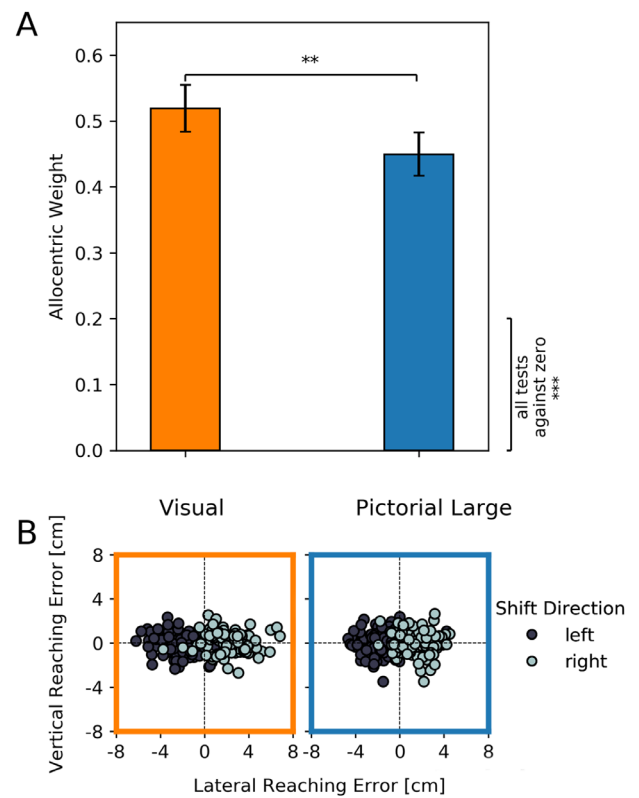 A
**
0.6
0.5
0.4
0.3
0.2
0.1
0.0
Allocentric Weight
all tests
against zero
***
Visual
Pictorial Large
B
Vertical Reaching Error [cm]
8
4
0
-4
-8
-8 -4 0 4 8
-8 -4 0 4 8
Lateral Reaching Error [cm]
Shift Direction
left
right